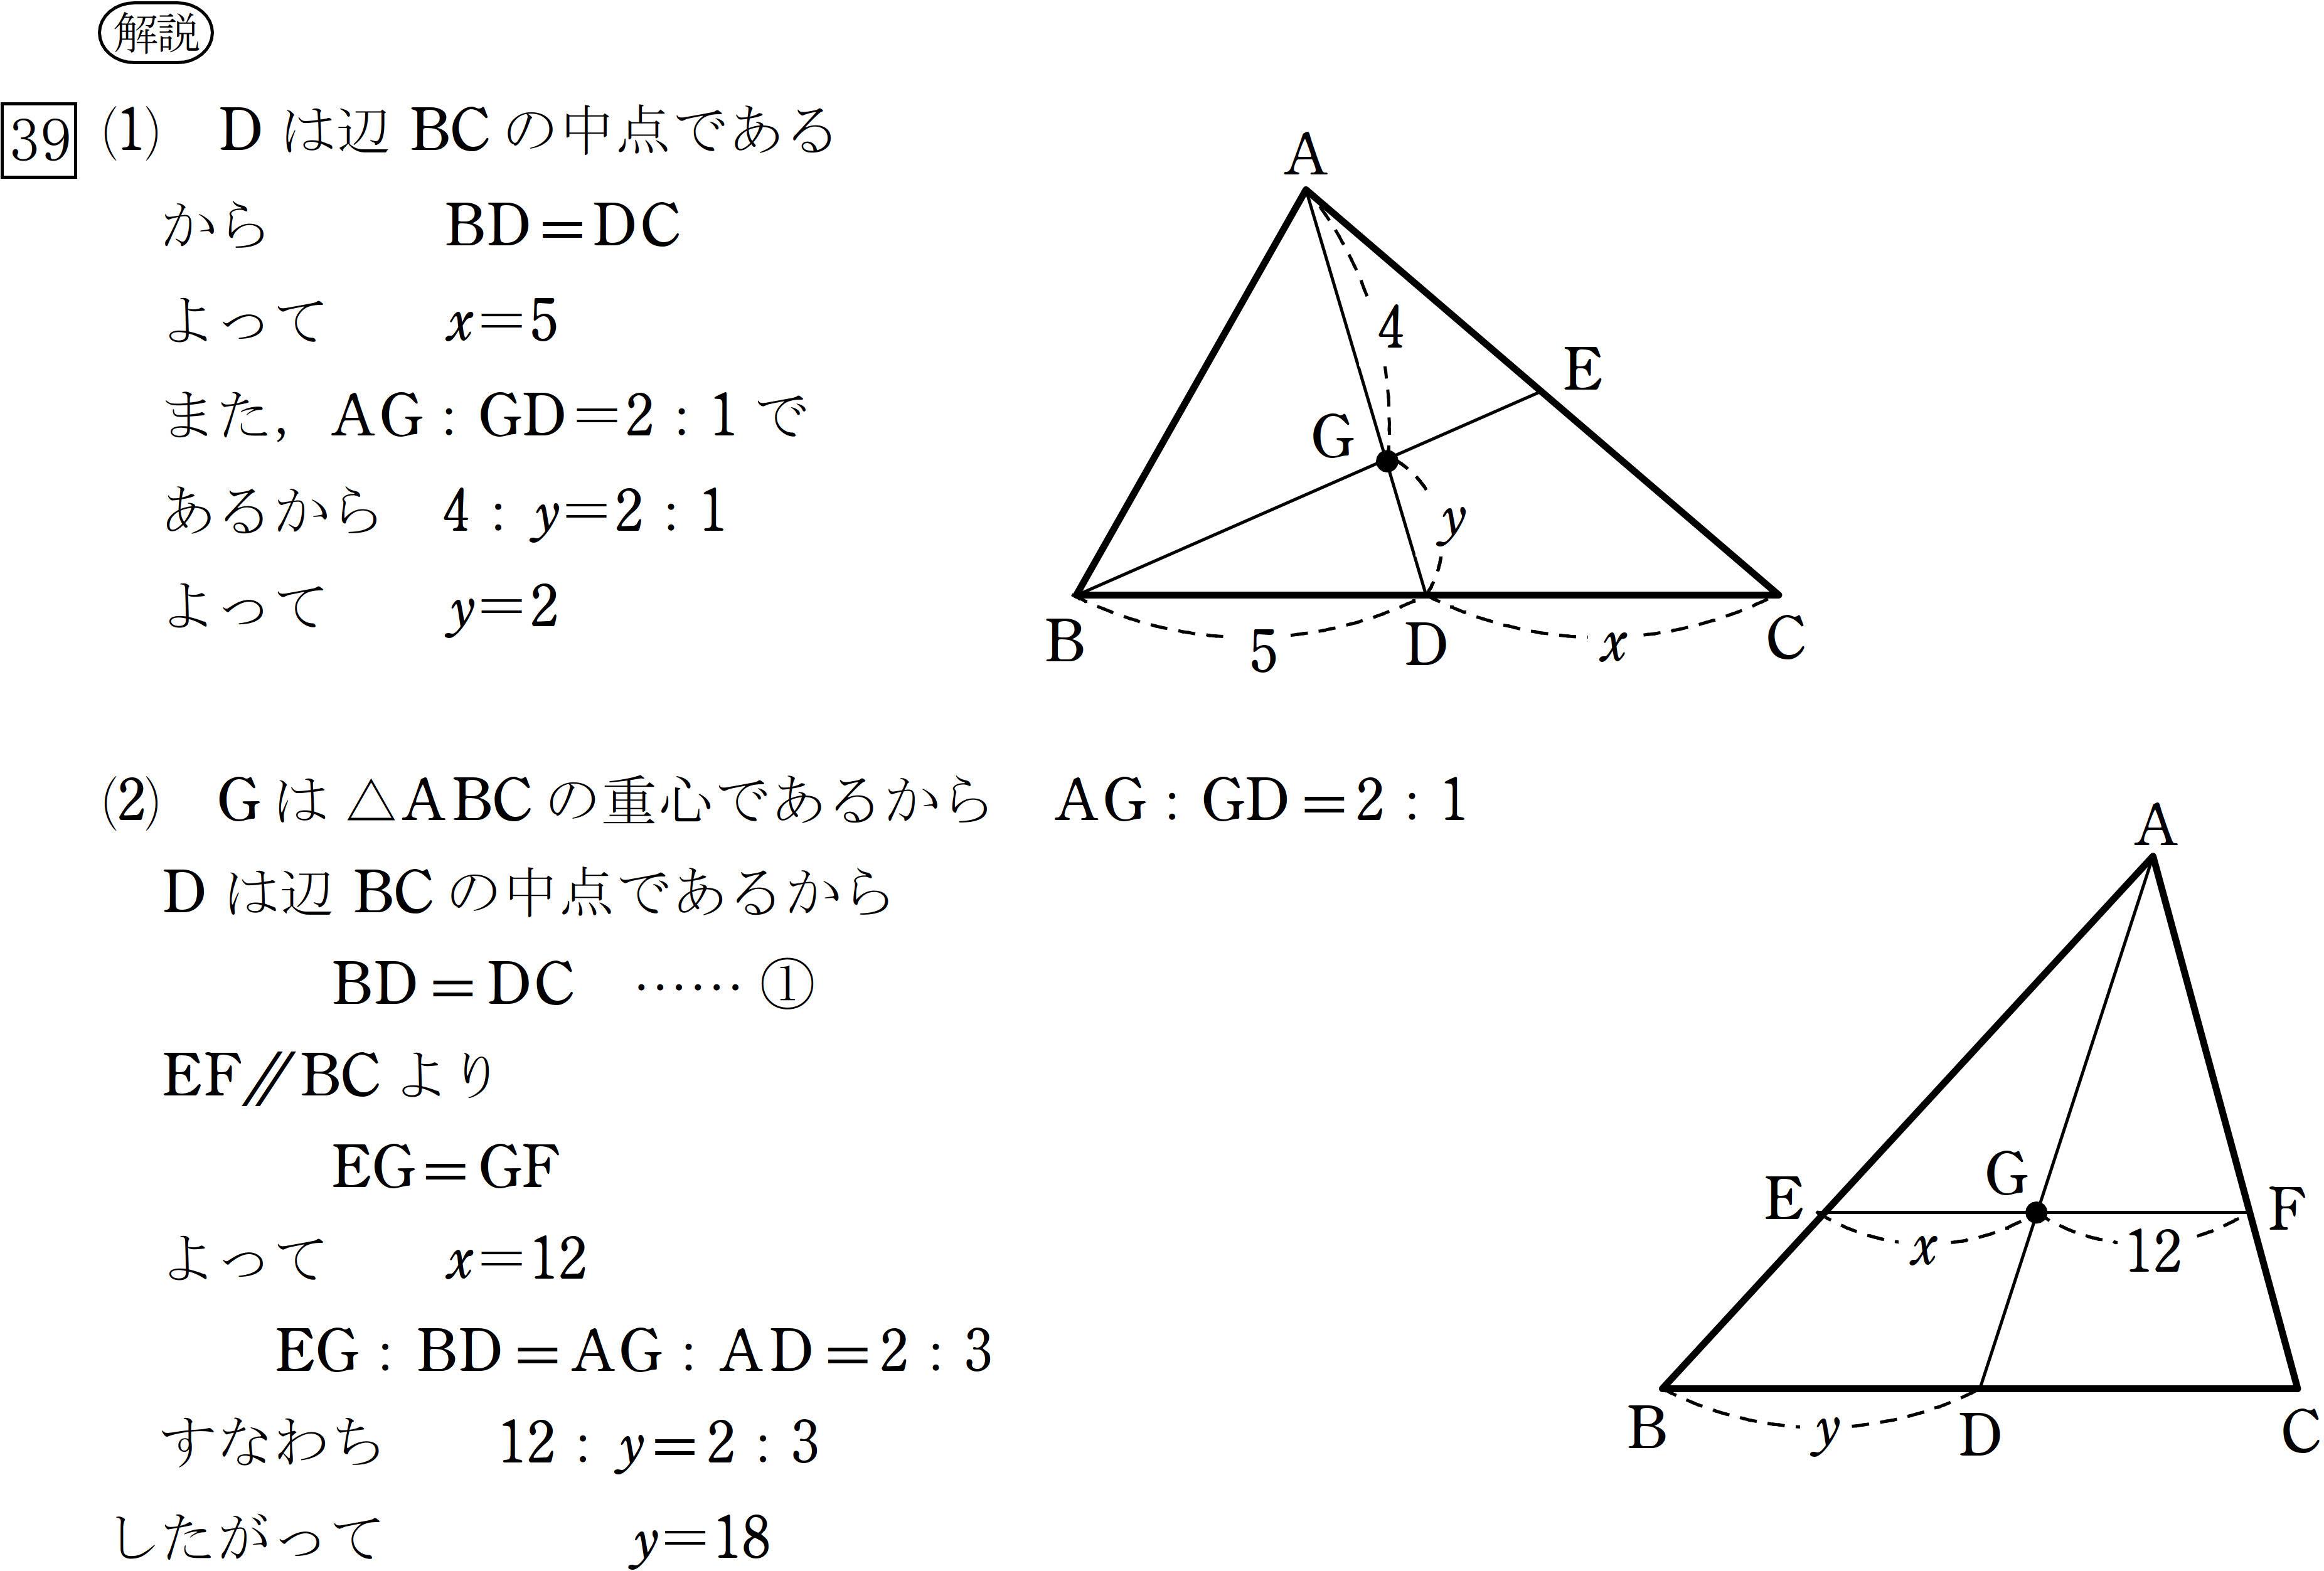 解説
39 (1) D は辺 BC の中点である
から BD=DC
よって x=5
また，AG : GD=2 : 1 で
あるから 4 : y=2 : 1
よって y=2
A
4
E
G
y
B
5
D
x
C
(2) G は △ABC の重心であるから AG : GD=2 : 1
D は辺 BC の中点であるから
BD=DC …… ①
EF∥BC より
EG=GF
よって x=12
EG : BD=AG : AD=2 : 3
すなわち 12 : y=2 : 3
したがって y=18
A
E
G
F
x
12
B
y
D
C